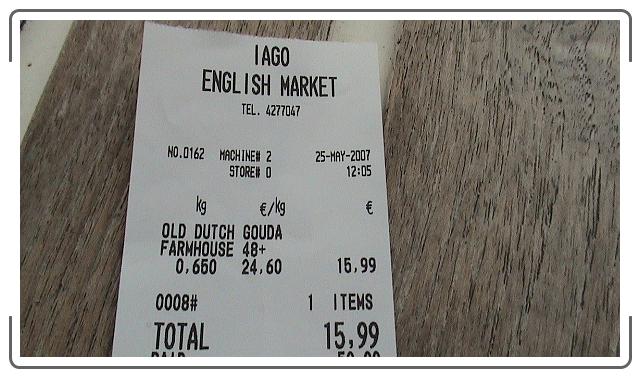 IAGO
ENGLISH MARKET
TEL. 4277047
NO.0162 MACHINE# 2 25-MAY-2007
STORE# 0 12:05
kg €/kg €
OLD DUTCH GOUDA
FARMHOUSE 48+
0,650 24,60 15,99
0008# 1 ITEMS
TOTAL 15,99